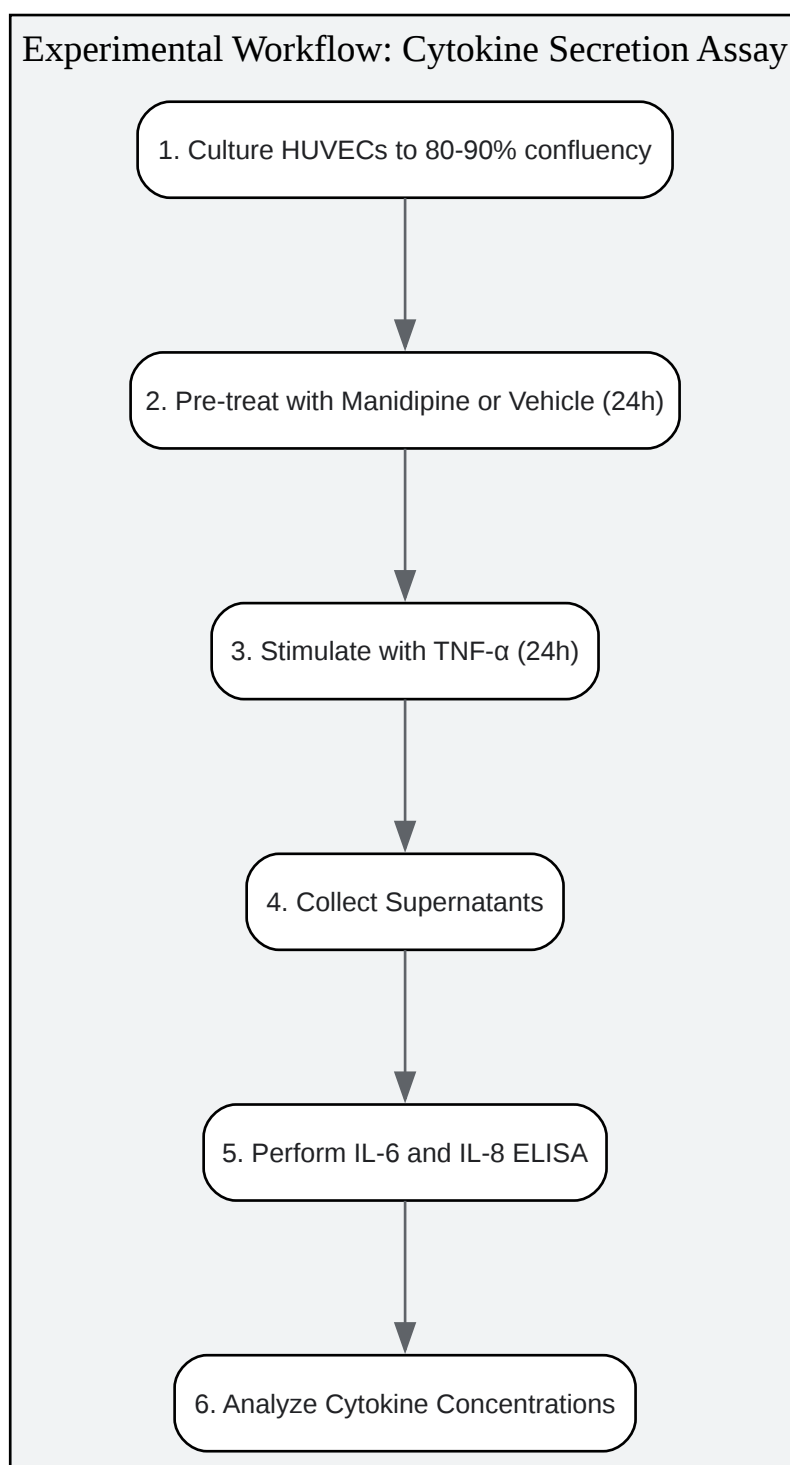 Experimental Workflow: Cytokine Secretion Assay
1. Culture HUVECs to 80-90% confluency
2. Pre-treat with Manidipine or Vehicle (24h)
3. Stimulate with TNF-α (24h)
4. Collect Supernatants
5. Perform IL-6 and IL-8 ELISA
6. Analyze Cytokine Concentrations